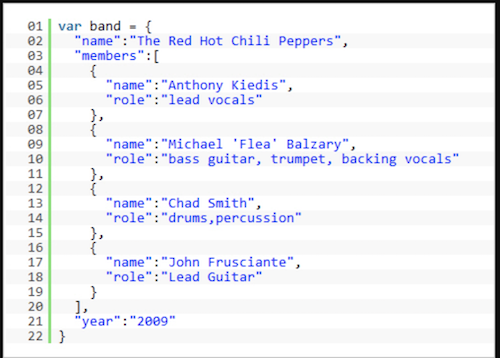 01 var band = {
02 "name":"The Red Hot Chili Peppers",
03 "members":[
04 {
05 "name":"Anthony Kiedis",
06 "role":"lead vocals"
07 },
08 {
09 "name":"Michael 'Flea' Balzary",
10 "role":"bass guitar, trumpet, backing vocals"
11 },
12 {
13 "name":"Chad Smith",
14 "role":"drums,percussion"
15 },
16 {
17 "name":"John Frusciante",
18 "role":"Lead Guitar"
19 }
20 ],
21 "year":"2009"
22 }